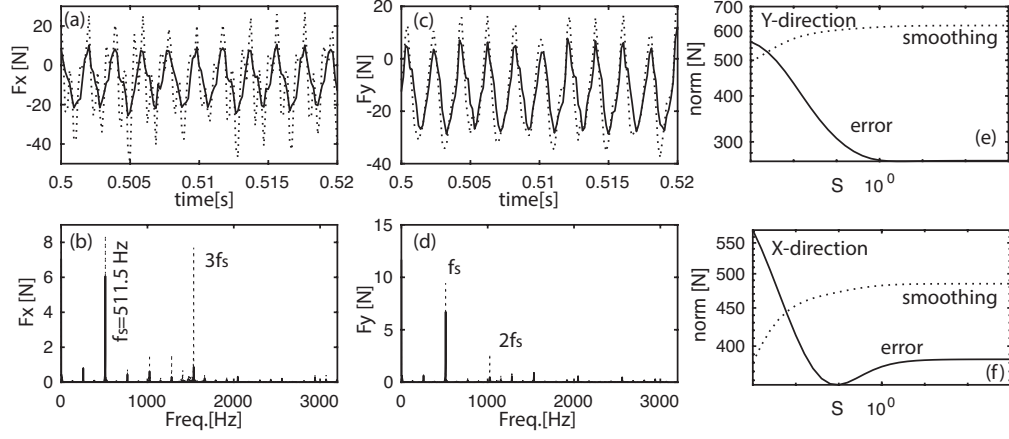 (a)
Fx [N]
20
0
-20
-40
0.5
0.505
0.51
0.515
0.52
time[s]
(c)
Fy [N]
20
0
-20
-40
0.5
0.505
0.51
0.515
0.52
time[s]
Y-direction
smoothing
error
(e)
norm [N]
700
600
500
400
300
S
10⁰
(b)
Fx [N]
8
6
4
2
0
fs=511.5 Hz
3fs
0
1000
2000
3000
Freq.[Hz]
(d)
Fy [N]
15
10
5
0
fs
2fs
0
1000
2000
3000
Freq.[Hz]
X-direction
smoothing
error
(f)
norm [N]
550
500
450
400
S
10⁰